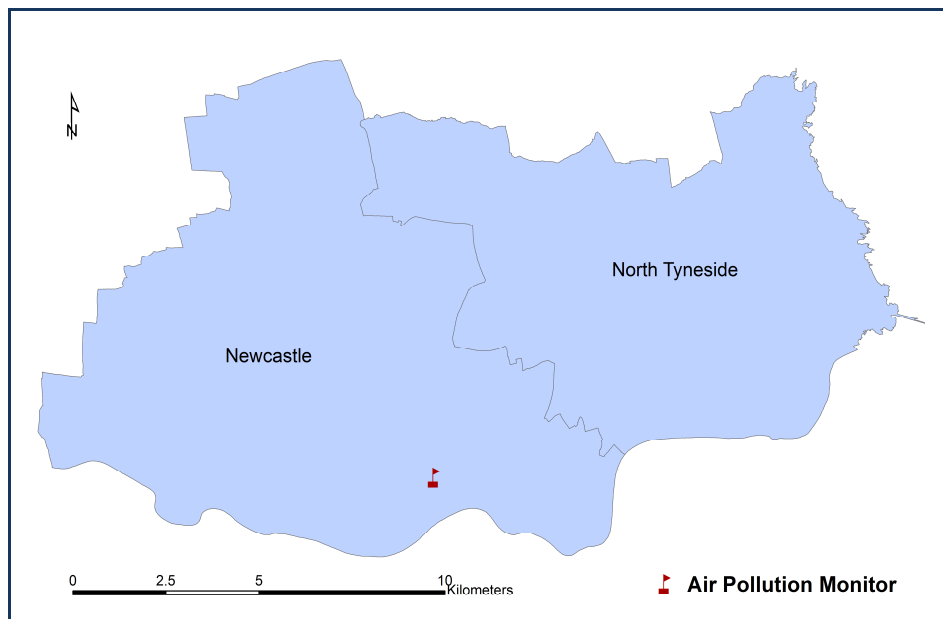 N
North Tyneside
Newcastle
0 2.5 5 10
Kilometers
Air Pollution Monitor